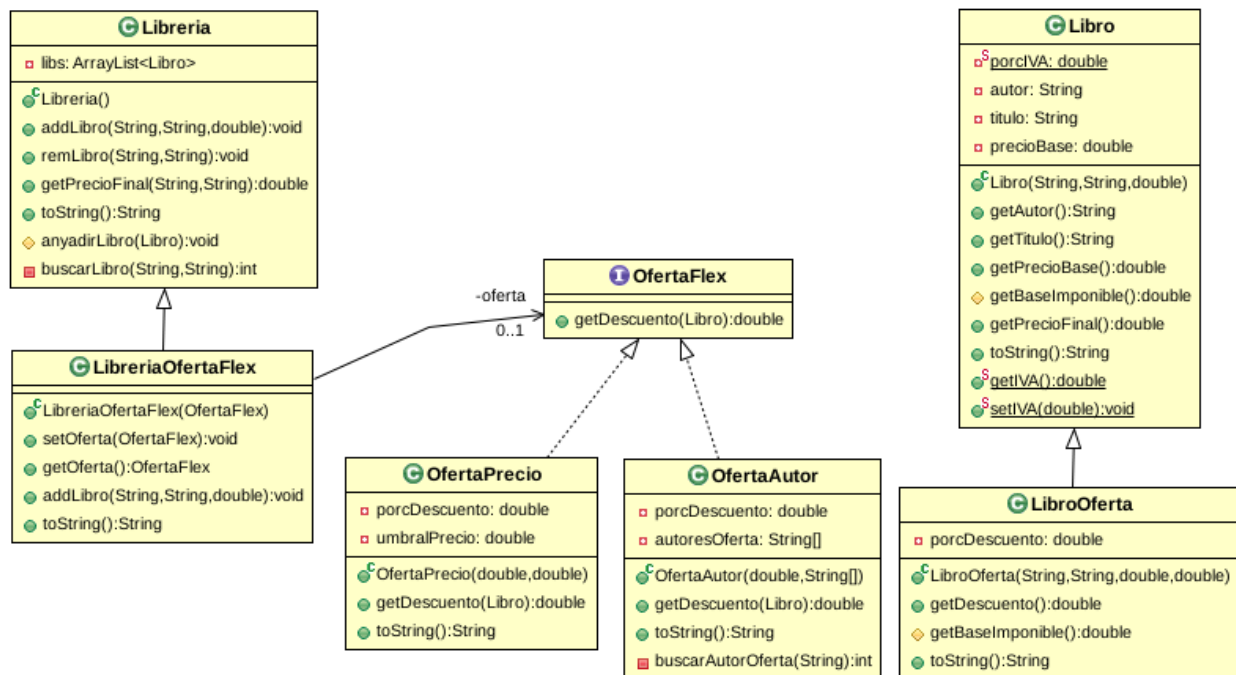 Libreria
libs: ArrayList<Libro>
Libreria()
addLibro(String,String,double):void
remLibro(String,String):void
getPrecioFinal(String,String):double
toString():String
anyadirLibro(Libro):void
buscarLibro(String,String):int
LibreriaOfertaFlex
LibreriaOfertaFlex(OfertaFlex)
setOferta(OfertaFlex):void
getOferta():OfertaFlex
addLibro(String,String,double):void
toString():String
-oferta
0..1
OfertaFlex
getDescuento(Libro):double
OfertaPrecio
porcDescuento: double
umbralPrecio: double
OfertaPrecio(double,double)
getDescuento(Libro):double
toString():String
OfertaAutor
porcDescuento: double
autoresOferta: String[]
OfertaAutor(double,String[])
getDescuento(Libro):double
toString():String
buscarAutorOferta(String):int
Libro
porcIVA: double
autor: String
titulo: String
precioBase: double
Libro(String,String,double)
getAutor():String
getTitulo():String
getPrecioBase():double
getBaseImponible():double
getPrecioFinal():double
toString():String
getIVA():double
setIVA(double):void
LibroOferta
porcDescuento: double
LibroOferta(String,String,double,double)
getDescuento():double
getBaseImponible():double
toString():String